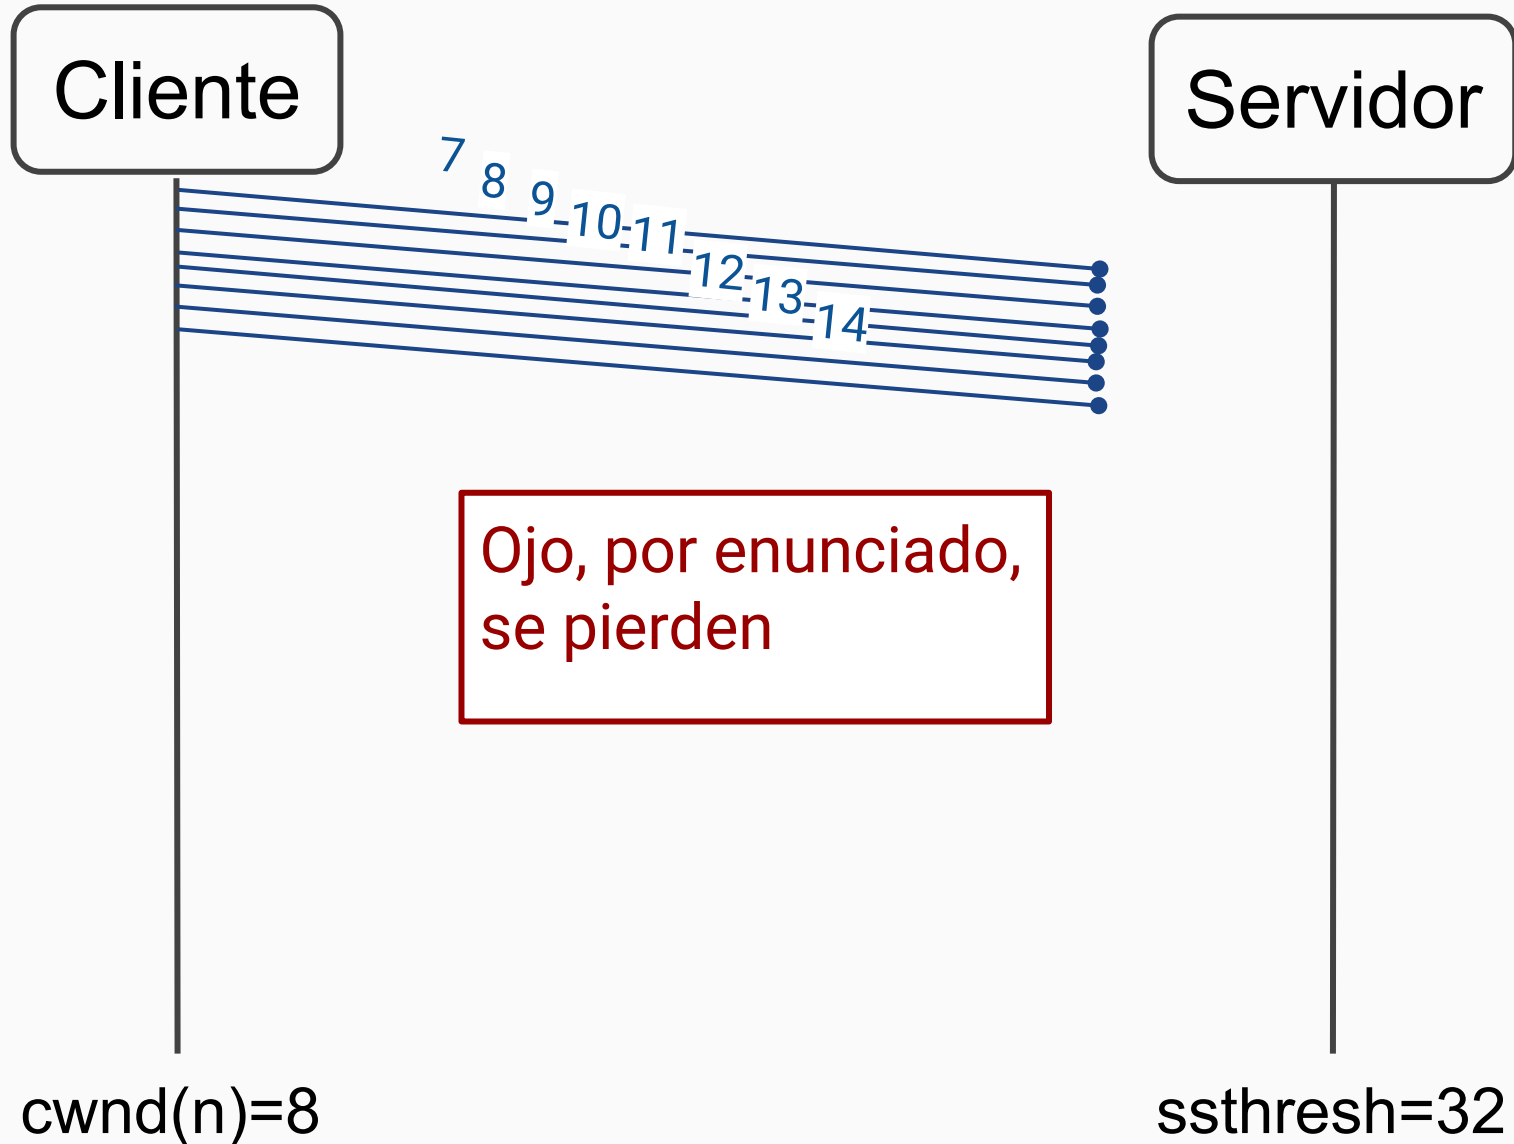 Cliente
Servidor
7
8
9
10
11
12
13
14
Ojo, por enunciado,
se pierden
cwnd(n)=8
ssthresh=32